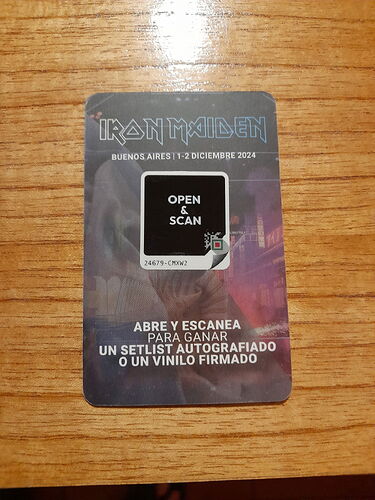 IRON MAIDEN
BUENOS AIRES | 1-2 DICIEMBRE 2024
OPEN
&
SCAN
24679-CMXW2
ABRE Y ESCANEA
PARA GANAR
UN SETLIST AUTOGRAFIADO
O UN VINILO FIRMADO